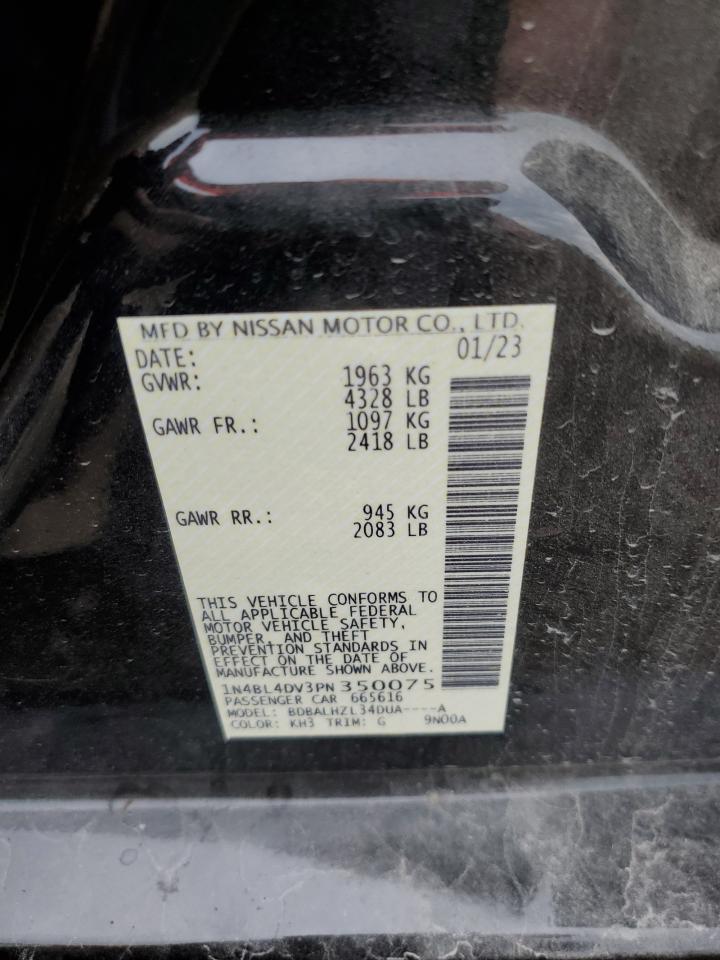 MFD BY NISSAN MOTOR CO., LTD.
DATE: 01/23
GVWR: 1963 KG
4328 LB
GAWR FR.: 1097 KG
2418 LB
GAWR RR.: 945 KG
2083 LB
THIS VEHICLE CONFORMS TO
ALL APPLICABLE FEDERAL
MOTOR VEHICLE SAFETY,
BUMPER, AND THEFT
PREVENTION STANDARDS IN
EFFECT ON THE DATE OF
MANUFACTURE SHOWN ABOVE.
1N4BL4DV3PN350075
PASSENGER CAR 665616
MODEL: BDBALHZL34DUA----A
COLOR: KH3 TRIM: G 9N00A